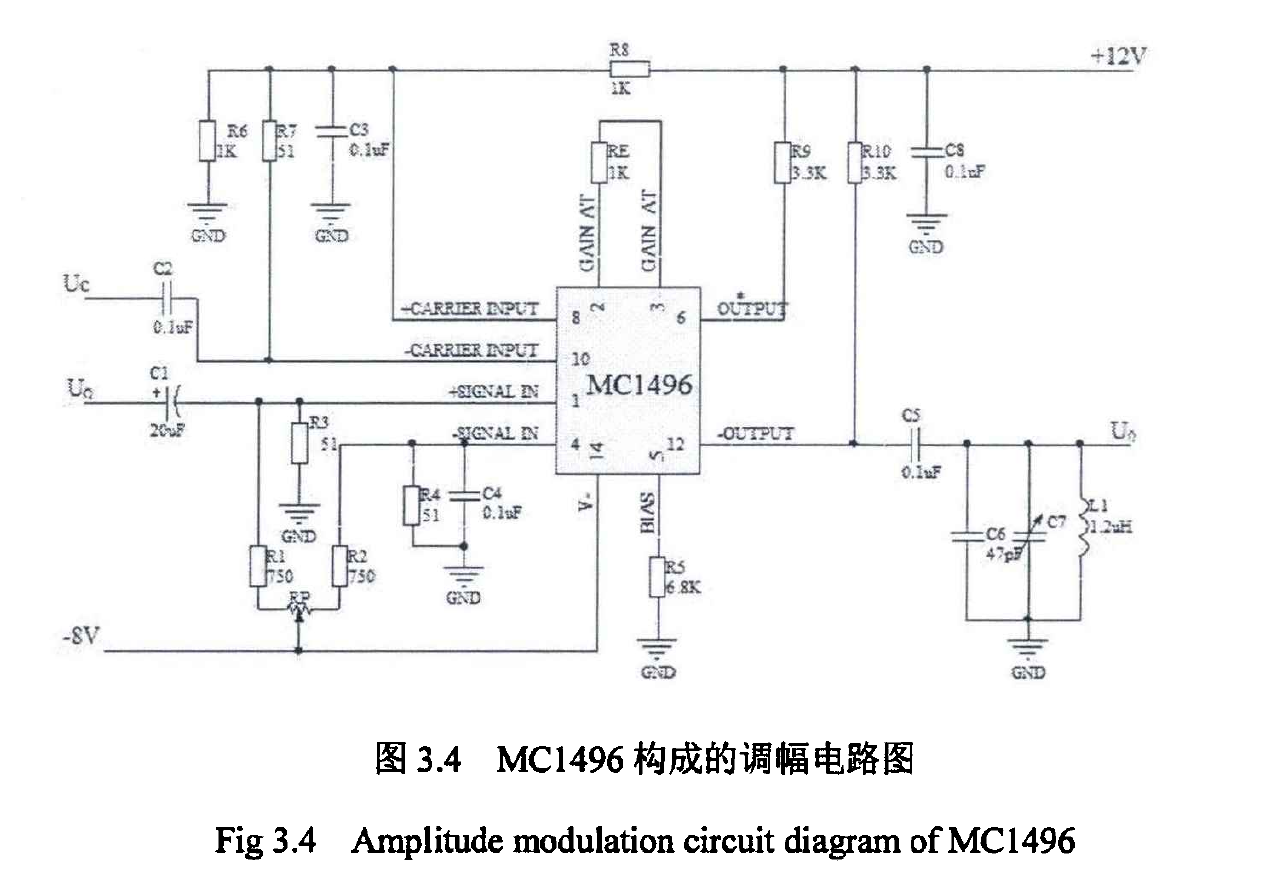 R8
+12V
1K
R6
1K
R7
51
C3
0.1uF
RE
1K
R9
3.3K
R10
3.3K
C8
0.1uF
GND
GND
GND
GAIN AT
GAIN AT
Uc
C2
0.1uF
+CARRIER INPUT
8
2
3
6
OUTPUT
-CARRIER INPUT
10
MC1496
UΩ
C1
+
20uF
+SIGNAL IN
1
R3
51
-SIGNAL IN
4
14
5
12
-OUTPUT
C5
0.1uF
Uo
GND
R4
51
C4
0.1uF
V-
BIAS
R1
750
R2
750
RP
GND
R5
6.8K
C6
47pF
C7
L1
1.2uH
-8V
GND
GND
图 3.4 MC1496 构成的调幅电路图
Fig 3.4 Amplitude modulation circuit diagram of MC1496